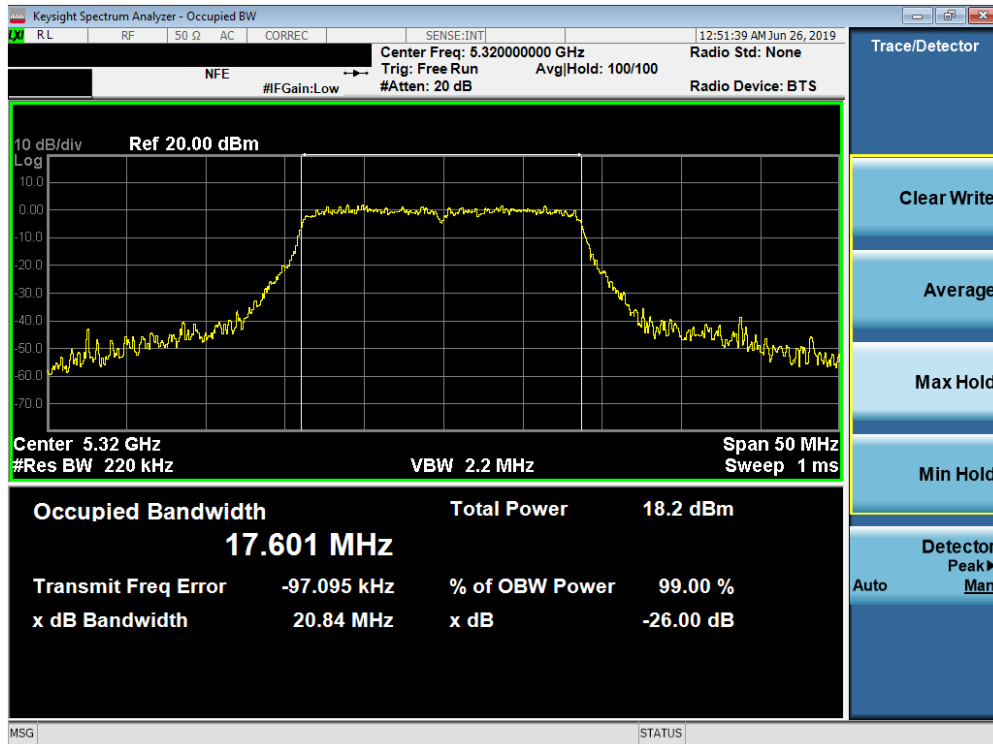 Keysight Spectrum Analyzer - Occupied BW
LXI RL RF 50 Ω AC CORREC SENSE:INT 12:51:39 AM Jun 26, 2019
Center Freq: 5.320000000 GHz Radio Std: None
NFE Trig: Free Run Avg|Hold: 100/100
#IFGain:Low #Atten: 20 dB Radio Device: BTS
Trace/Detector
10 dB/div Ref 20.00 dBm
Log
10.0
0.00
-10.0
-20.0
-30.0
-40.0
-50.0
-60.0
-70.0
Center 5.32 GHz Span 50 MHz
#Res BW 220 kHz VBW 2.2 MHz Sweep 1 ms
Occupied Bandwidth Total Power 18.2 dBm
17.601 MHz
Transmit Freq Error -97.095 kHz % of OBW Power 99.00 %
x dB Bandwidth 20.84 MHz x dB -26.00 dB
Clear Write
Average
Max Hold
Min Hold
Detector
Peak▶
Auto Man
MSG STATUS